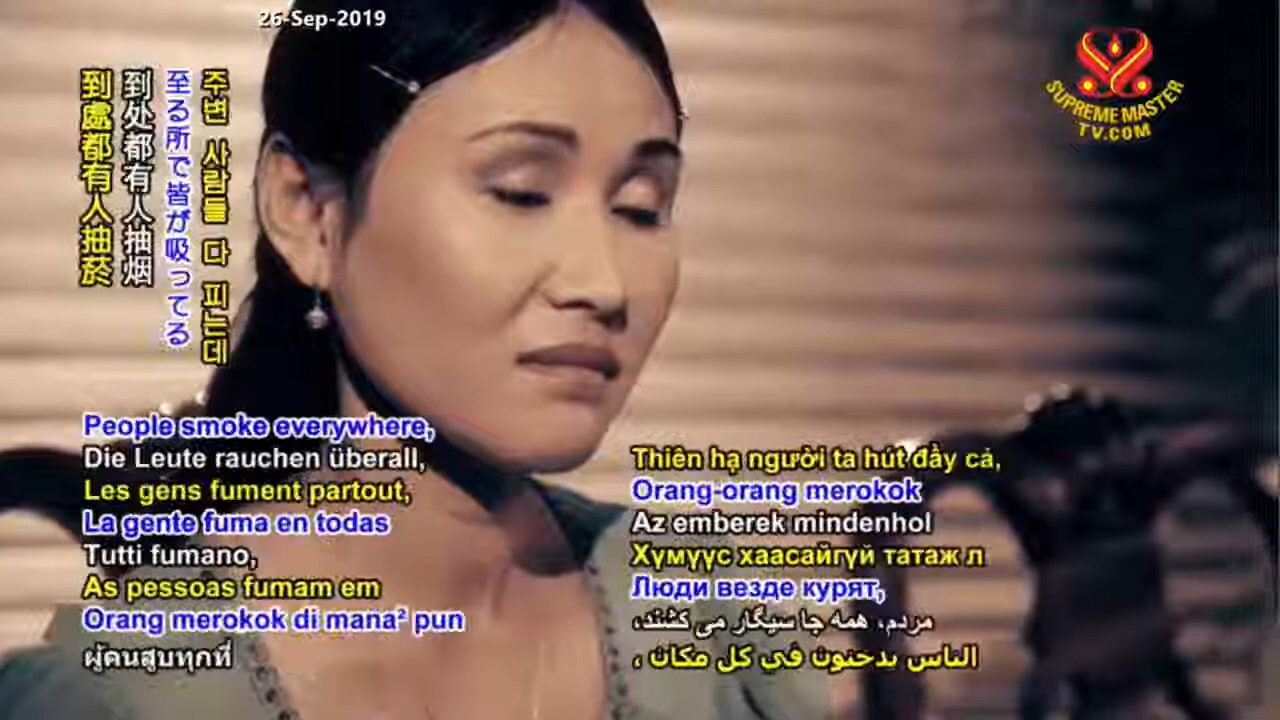 26-Sep-2019
SUPREME MASTER
TV.COM
주변 사람들 다 피는데
至る所で皆が吸ってる
到处都有人抽烟
到處都有人抽菸
People smoke everywhere,
Die Leute rauchen überall,
Les gens fument partout,
La gente fuma en todas
Tutti fumano,
As pessoas fumam em
Orang merokok di mana² pun
ผู้คนสูบทุกที่
Thiên hạ người ta hút đầy cả,
Orang-orang merokok
Az emberek mindenhol
Хүмүүс хаасайгүй татаж л
Люди везде курят,
مردم، همه جا سیگار می کشند،
الناس يدخنون في كل مكان ،